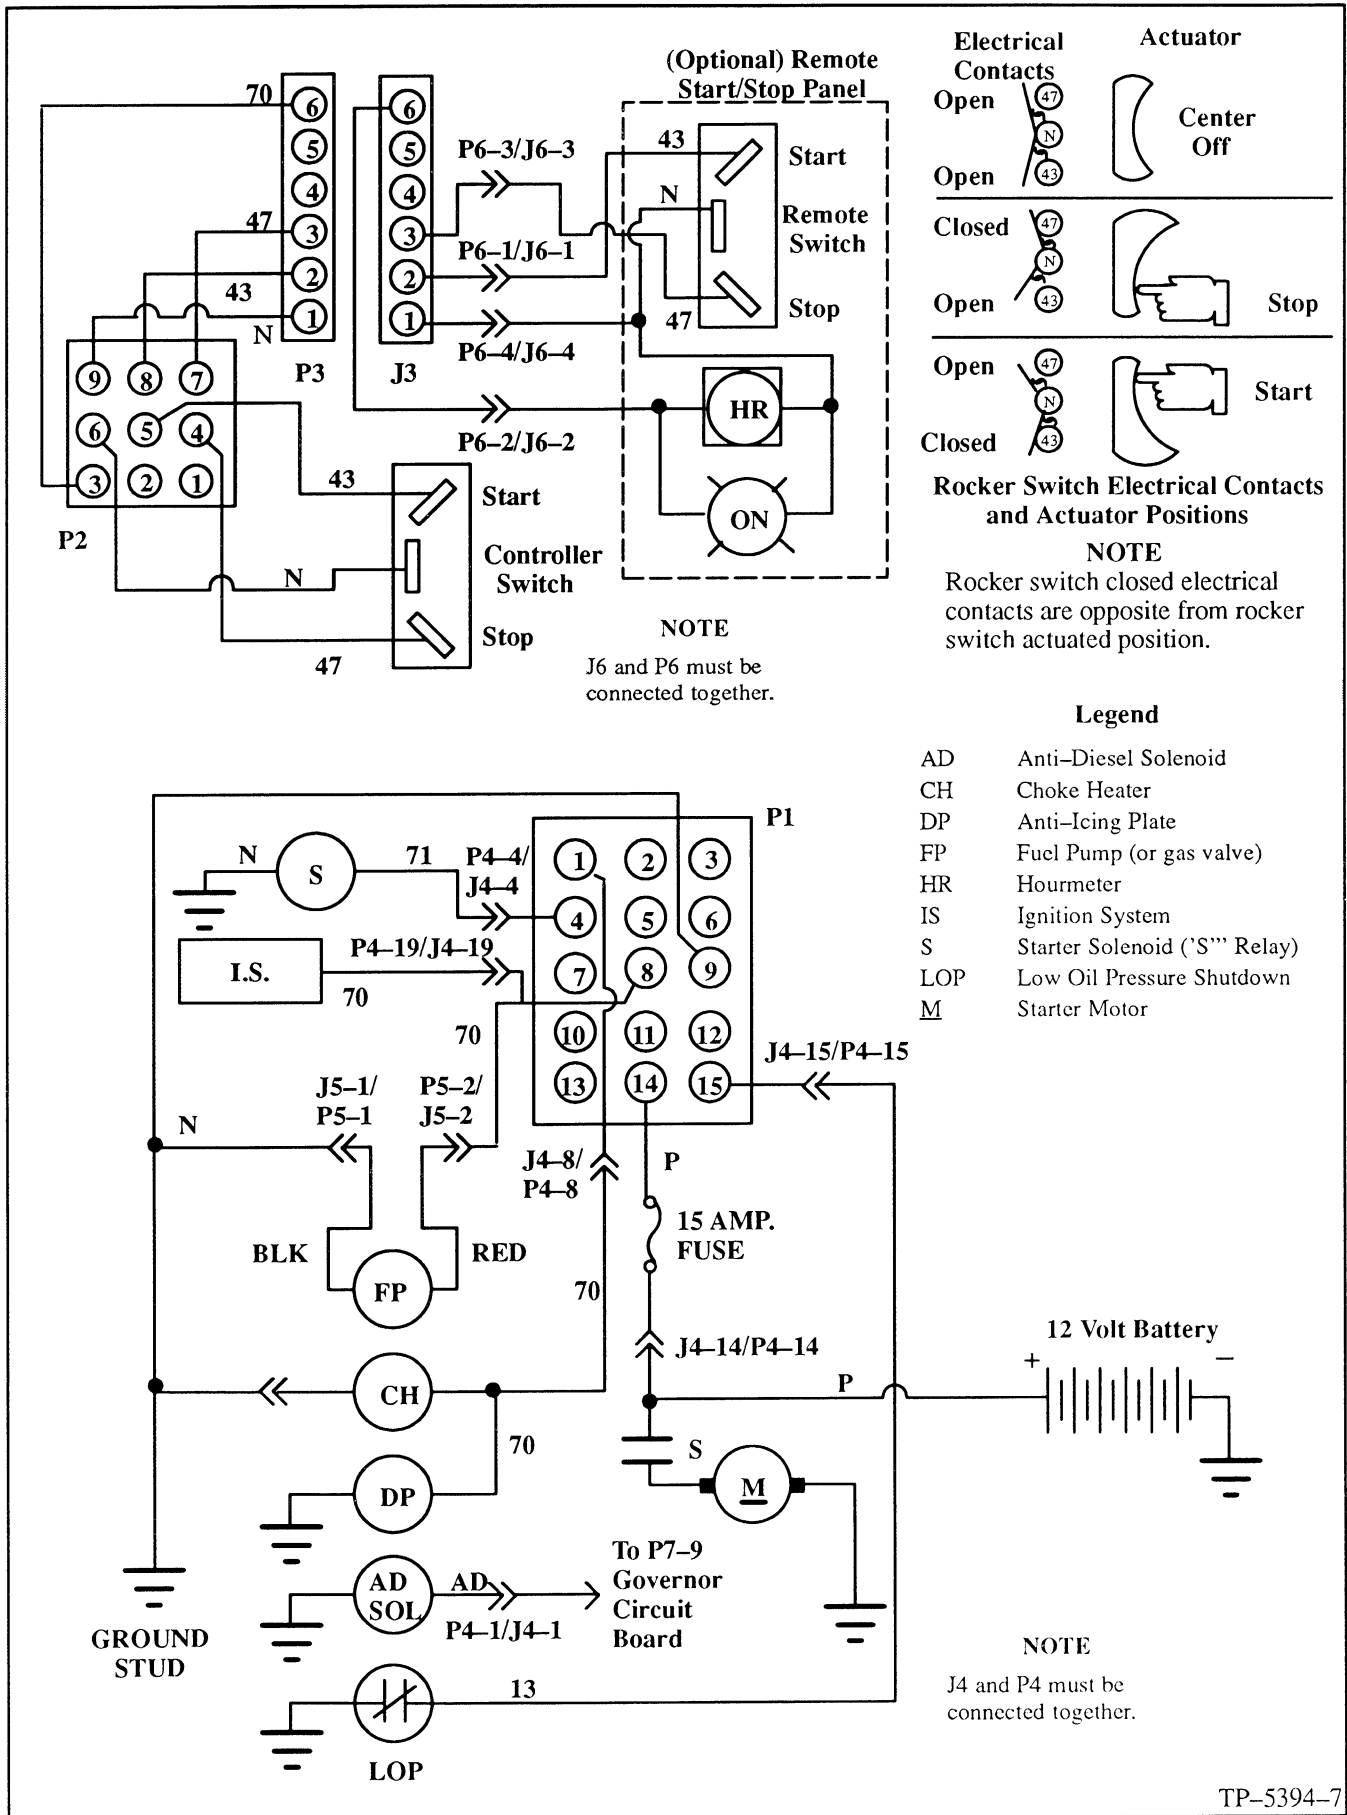 (Optional) Remote
Start/Stop Panel
Electrical
Contacts
Actuator
Open
47
N
43
Open
Center
Off
Closed
47
N
43
Open
Stop
Open
47
N
43
Closed
Start
Rocker Switch Electrical Contacts
and Actuator Positions
NOTE
Rocker switch closed electrical
contacts are opposite from rocker
switch actuated position.
70
47
43
N
6
5
4
3
2
1
P3
6
5
4
3
2
1
J3
P6–3/J6–3
P6–1/J6–1
P6–4/J6–4
P6–2/J6–2
43
N
47
Start
Remote
Switch
Stop
HR
ON
9 8 7
6 5 4
3 2 1
P2
43
N
47
Start
Controller
Switch
Stop
NOTE
J6 and P6 must be
connected together.
Legend
AD Anti–Diesel Solenoid
CH Choke Heater
DP Anti–Icing Plate
FP Fuel Pump (or gas valve)
HR Hourmeter
IS Ignition System
S Starter Solenoid ('S"' Relay)
LOP Low Oil Pressure Shutdown
M Starter Motor
P1
1 2 3
4 5 6
7 8 9
10 11 12
13 14 15
N
S
71
P4–4/
J4–4
I.S.
P4–19/J4–19
70
70
J4–15/P4–15
J5–1/
P5–1
P5–2/
J5–2
N
J4–8/
P4–8
P
15 AMP.
FUSE
BLK
FP
RED
70
J4–14/P4–14
12 Volt Battery
+ –
P
CH
70
S
M
DP
AD
SOL
AD
P4–1/J4–1
To P7–9
Governor
Circuit
Board
GROUND
STUD
13
LOP
NOTE
J4 and P4 must be
connected together.
TP–5394–7